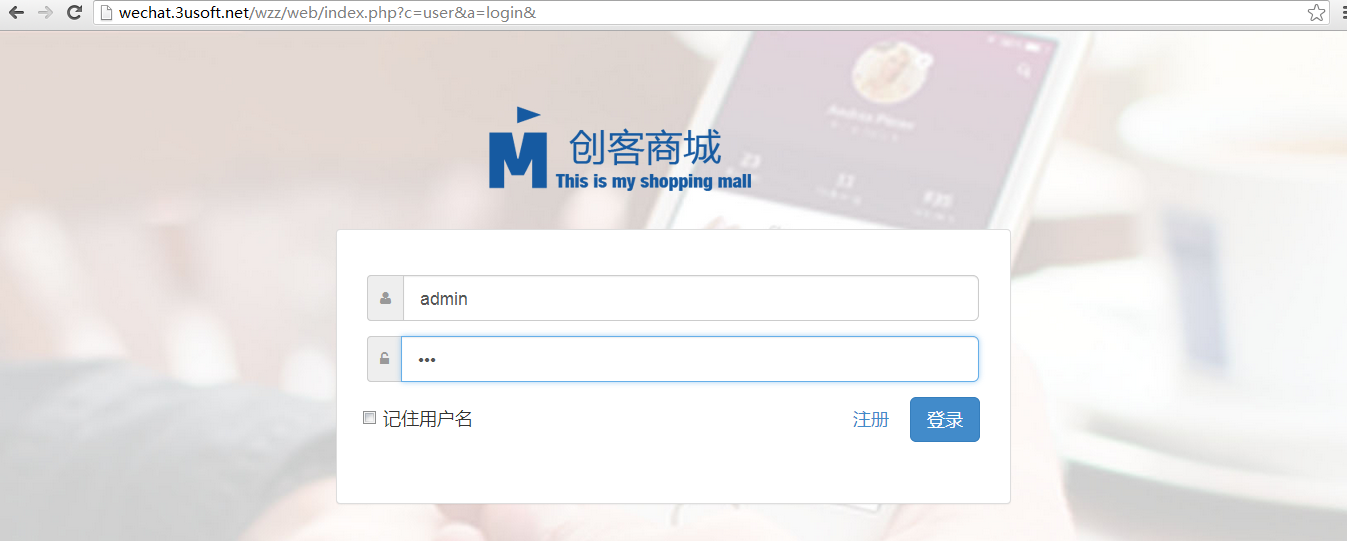 wechat.3usoft.net/wzz/web/index.php?c=user&a=login&
创客商城
This is my shopping mall
admin
•••
记住用户名 注册 登录